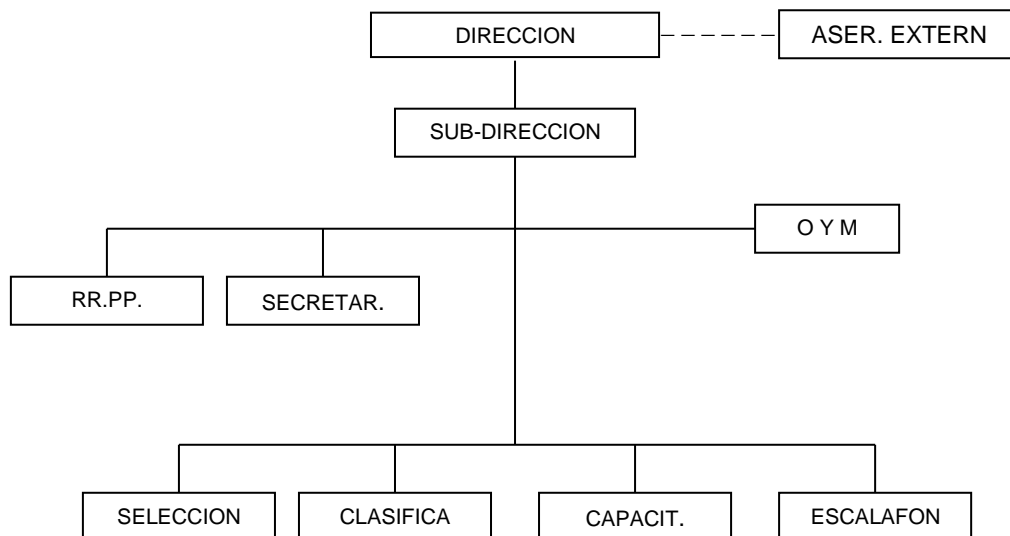 DIRECCION
ASER. EXTERN
SUB-DIRECCION
O Y M
RR.PP.
SECRETAR.
SELECCION
CLASIFICA
CAPACIT.
ESCALAFON